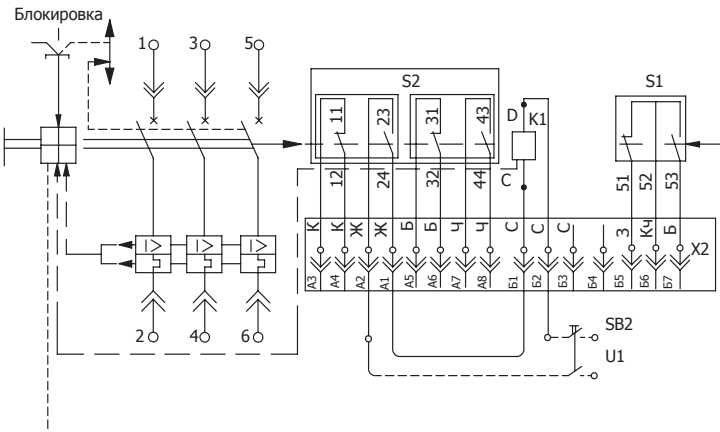 Блокировка
1 3 5
S2
S1
11 23 31 43
D K1
12 24 32 44
C
51 52 53
К К Ж Ж Б Б Ч Ч С С С З Кч Б
X2
А3 А4 А2 А1 А5 А6 А7 А8 Б1 Б2 Б3 Б4 Б5 Б6 Б7
I> I> I>
2 4 6
SB2
U1